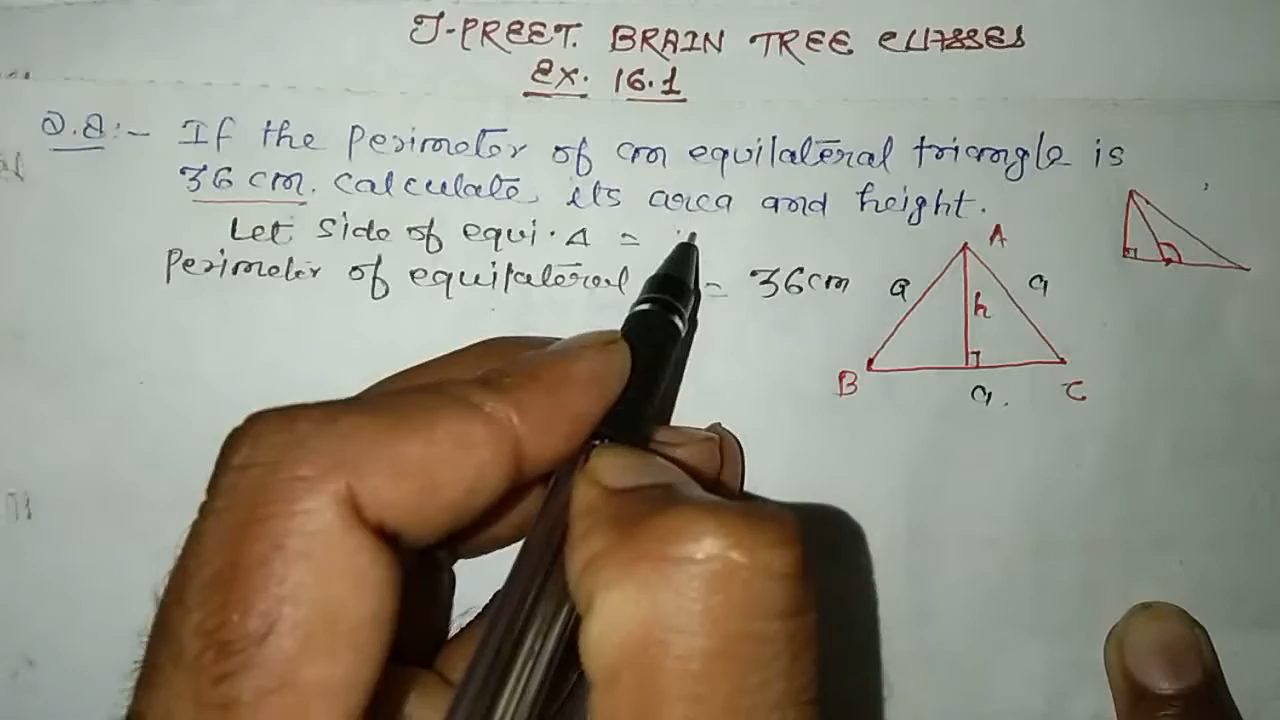 J-PREET. BRAIN TREE CLASSES
Ex. 16.1
Q.8:- If the Perimeter of an equilateral triangle is
36 cm. calculate, its area and height.
Let side of equi. Δ =
Perimeter of equilateral = 36cm
A
a h a
B C
a.